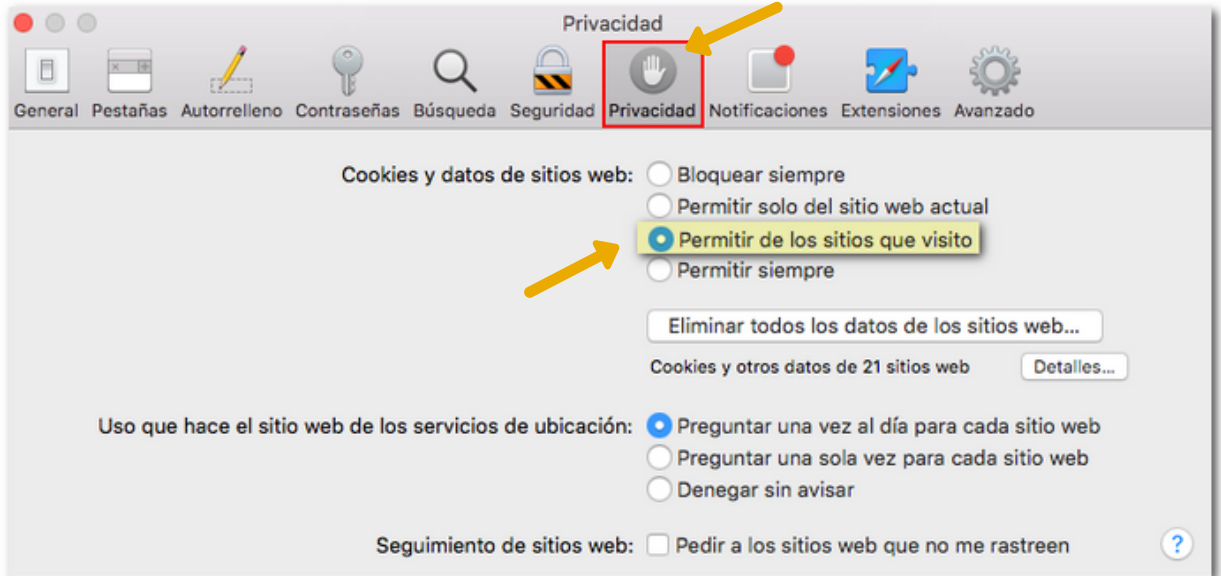 Privacidad
General Pestañas Autorrelleno Contraseñas Búsqueda Seguridad Privacidad Notificaciones Extensiones Avanzado
Cookies y datos de sitios web: Bloquear siempre
Permitir solo del sitio web actual
Permitir de los sitios que visito
Permitir siempre
Eliminar todos los datos de los sitios web...
Cookies y otros datos de 21 sitios web Detalles...
Uso que hace el sitio web de los servicios de ubicación: Preguntar una vez al día para cada sitio web
Preguntar una sola vez para cada sitio web
Denegar sin avisar
Seguimiento de sitios web: Pedir a los sitios web que no me rastreen ?